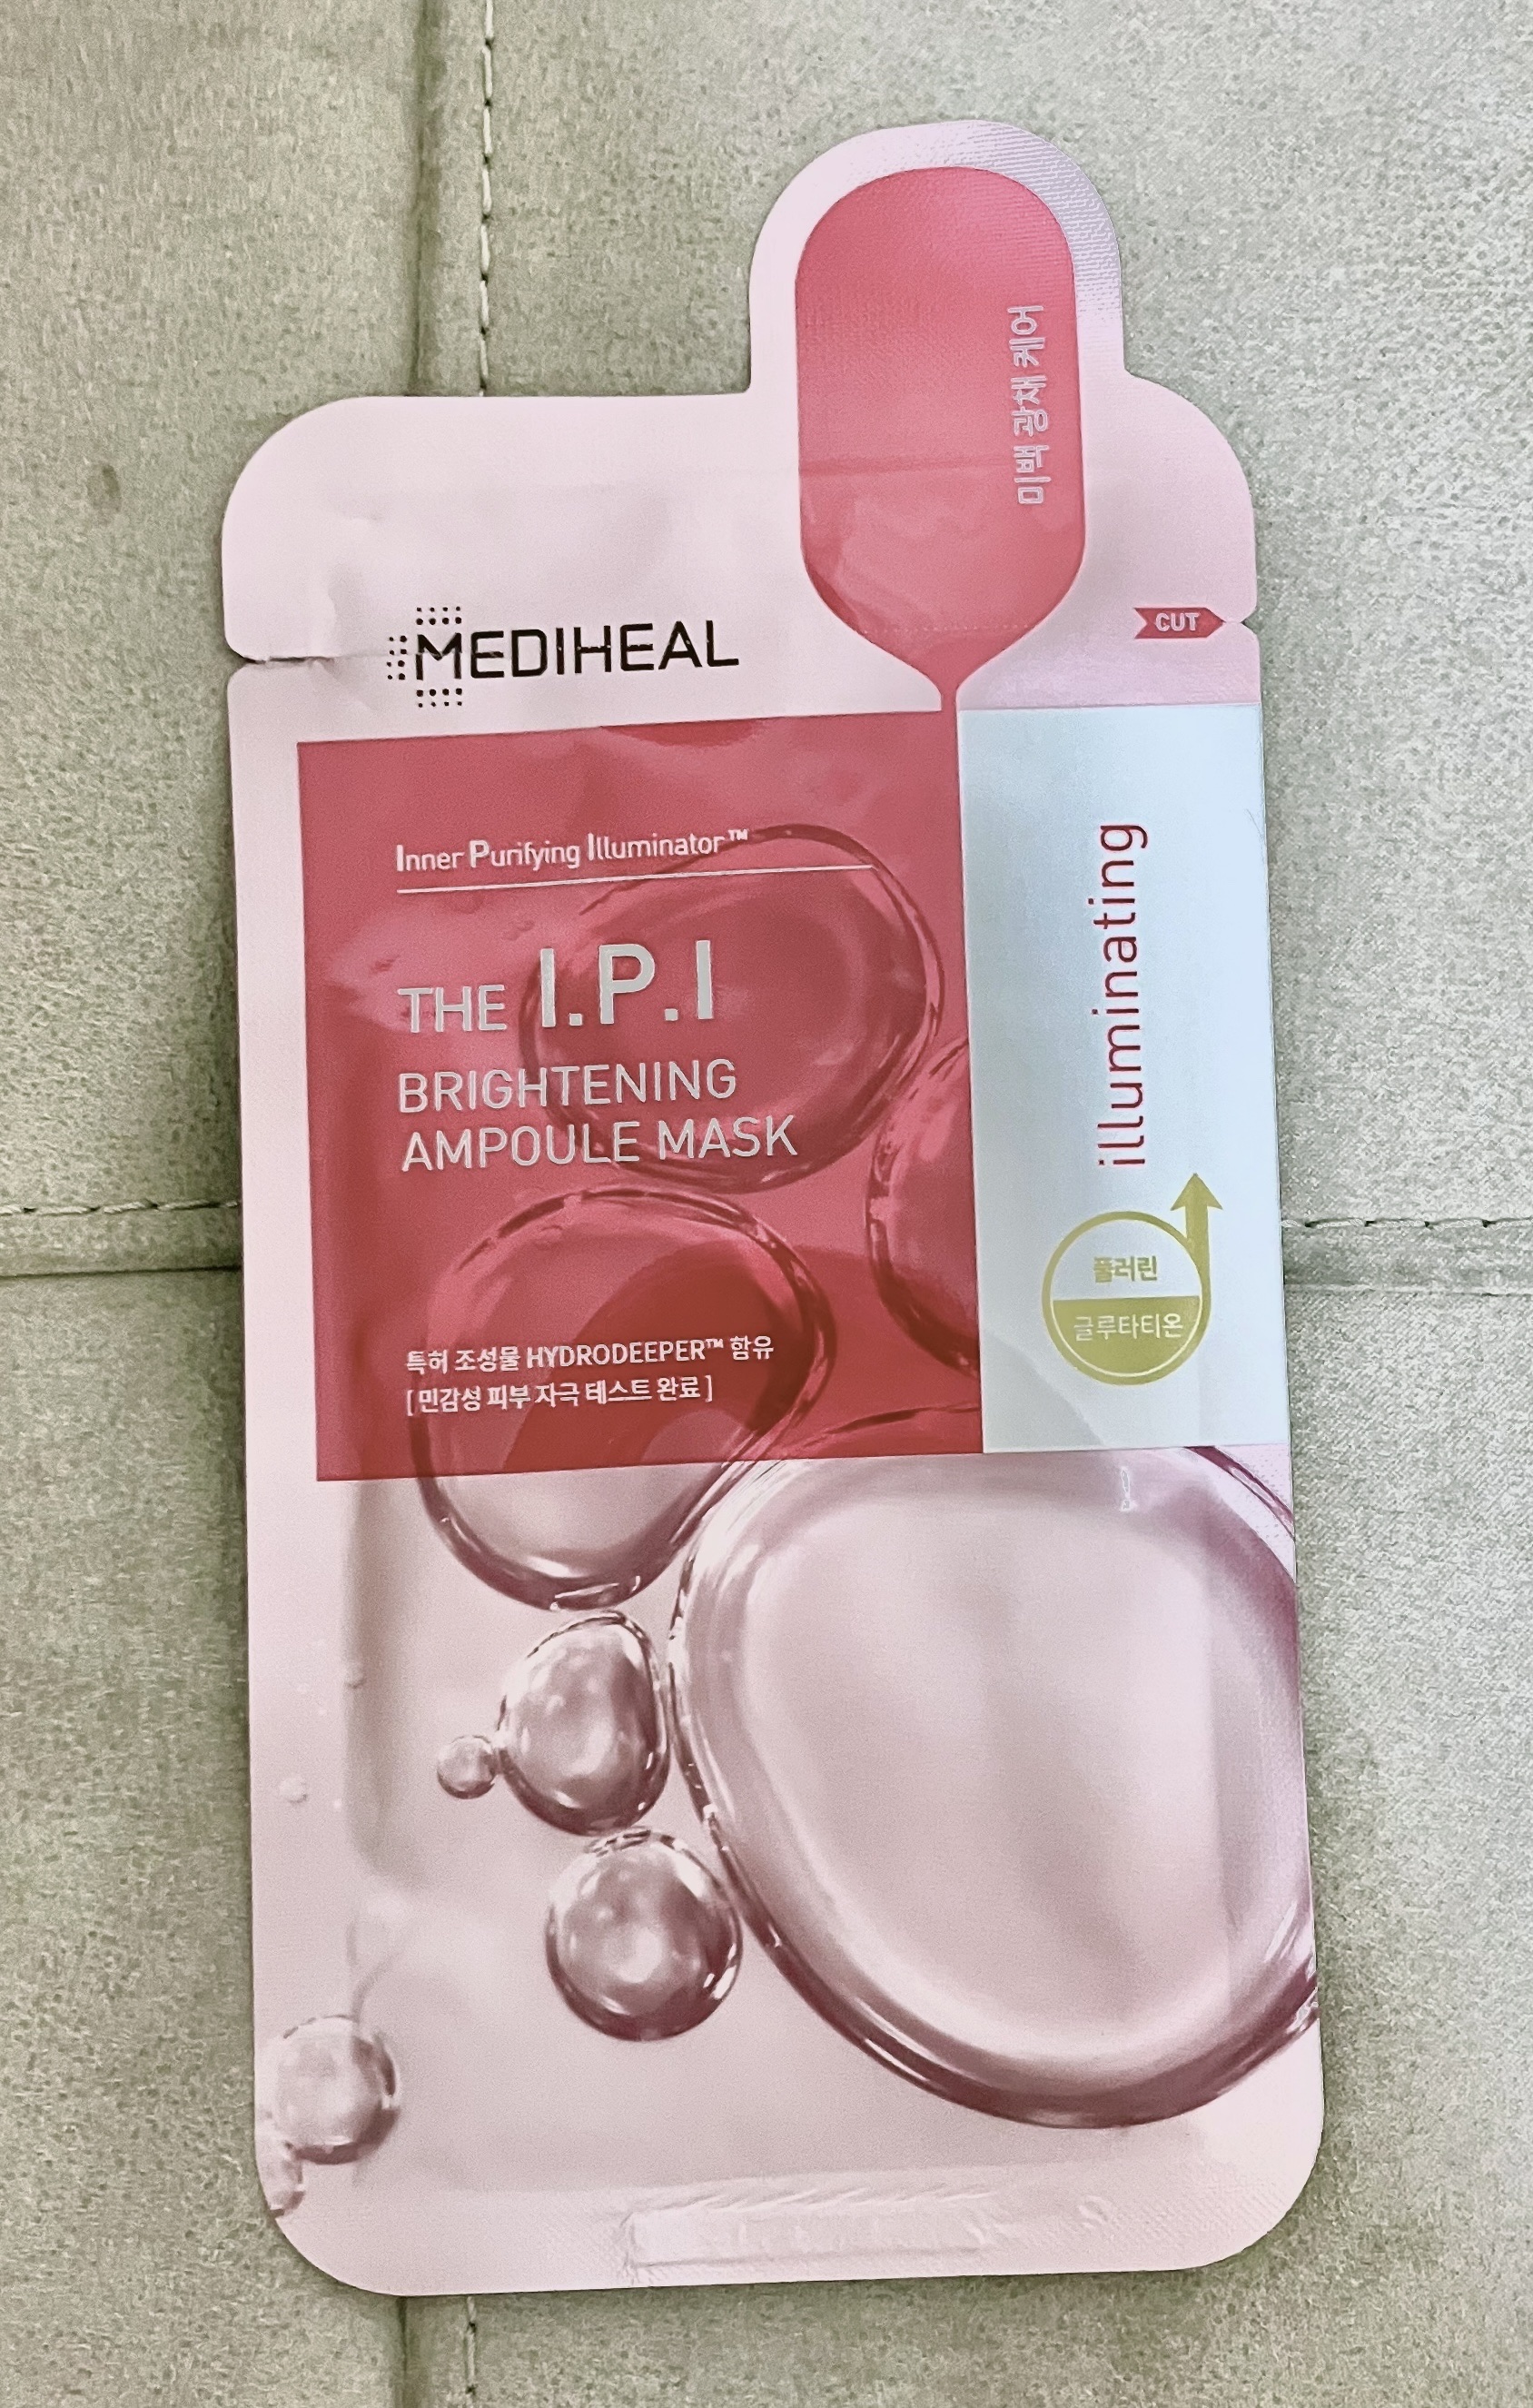 미백 광채 케어
MEDIHEAL
CUT
Inner Purifying Illuminator™
THE I.P.I
BRIGHTENING
AMPOULE MASK
illuminating
풀러린
글루타티온
특허 조성물 HYDRODEEPER™ 함유
[ 민감성 피부 자극 테스트 완료 ]